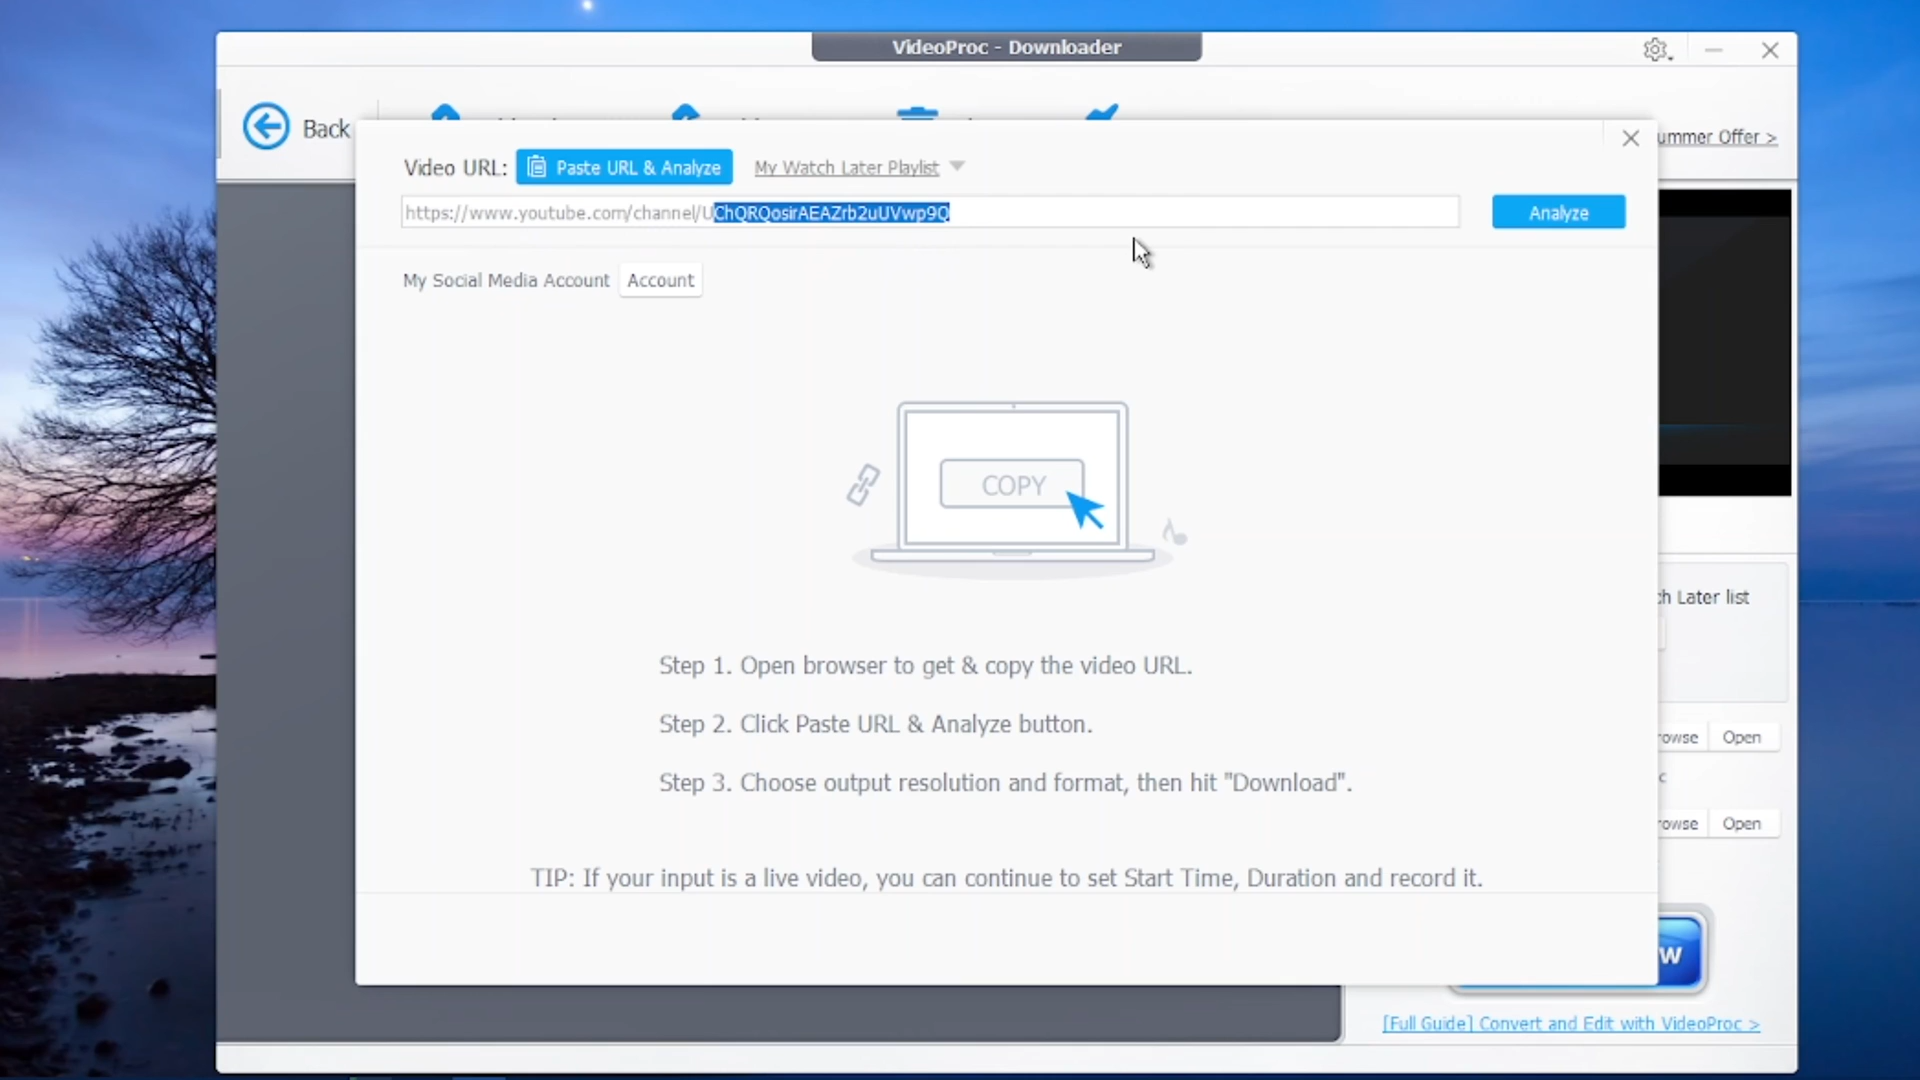 VideoProc - Downloader
Back
Summer Offer >
Video URL:
Paste URL & Analyze
My Watch Later Playlist
https://www.youtube.com/channel/UChQRQosirAEAZrb2uUVwp9Q
Analyze
My Social Media Account
Account
COPY
Step 1. Open browser to get & copy the video URL.
Later list
Step 2. Click Paste URL & Analyze button.
Open
Step 3. Choose output resolution and format, then hit "Download".
Open
TIP: If your input is a live video, you can continue to set Start Time, Duration and record it.
[Full Guide] Convert and Edit with VideoProc >